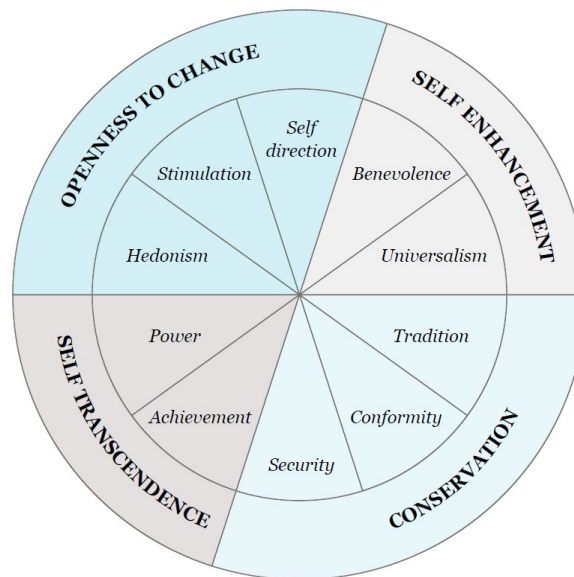 OPENNESS TO CHANGE
SELF ENHANCEMENT
Self
direction
Stimulation
Benevolence
Hedonism
Universalism
Power
Tradition
Achievement
Conformity
Security
SELF TRANSCENDENCE
CONSERVATION